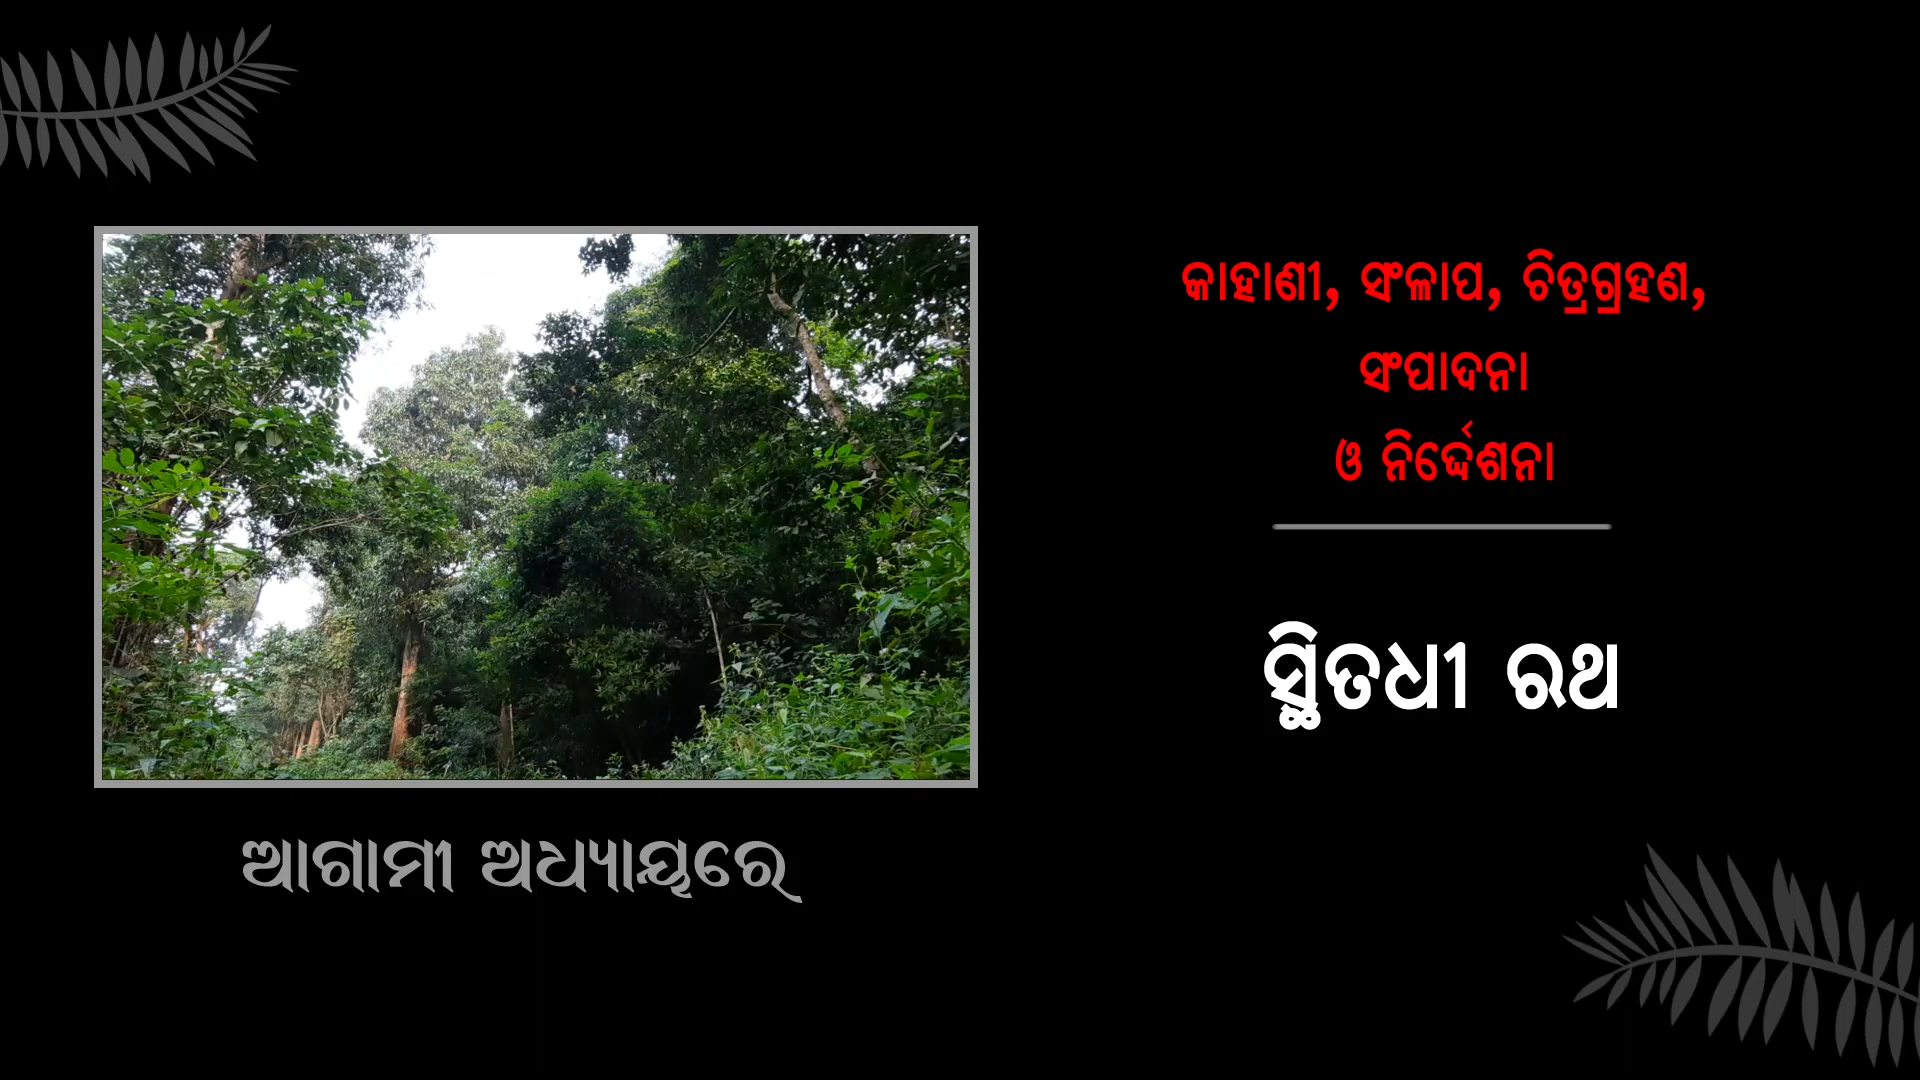 କାହାଣୀ, ସଂଳାପ, ଚିତ୍ରଗ୍ରହଣ,
ସଂପାଦନା
ଓ ନିର୍ଦ୍ଦେଶନା
ସ୍ଥିତଧୀ ରଥ
ଆଗାମୀ ଅଧ୍ୟାୟରେ